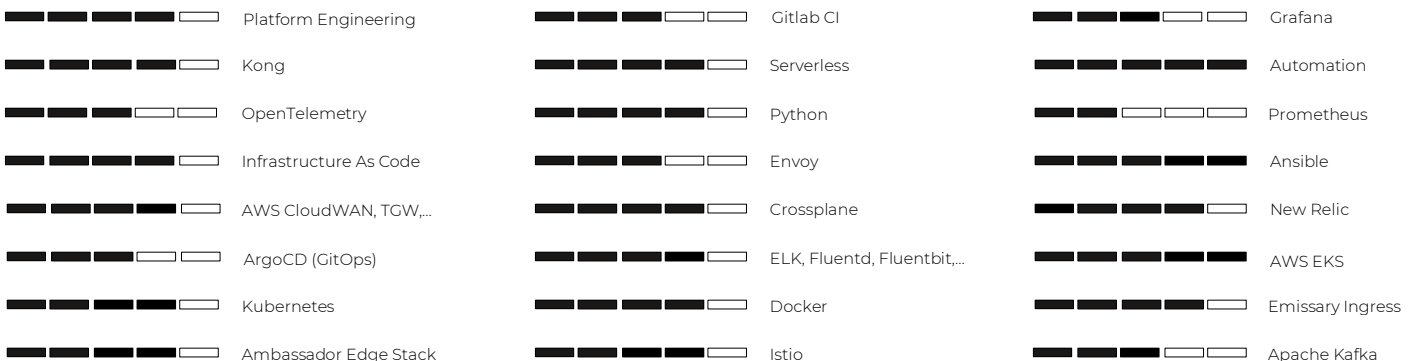 Platform Engineering
Gitlab CI
Grafana
Kong
Serverless
Automation
OpenTelemetry
Python
Prometheus
Infrastructure As Code
Envoy
Ansible
AWS CloudWAN, TGW,...
Crossplane
New Relic
ArgoCD (GitOps)
ELK, Fluentd, Fluentbit,...
AWS EKS
Kubernetes
Docker
Emissary Ingress
Ambassador Edge Stack
Istio
Apache Kafka